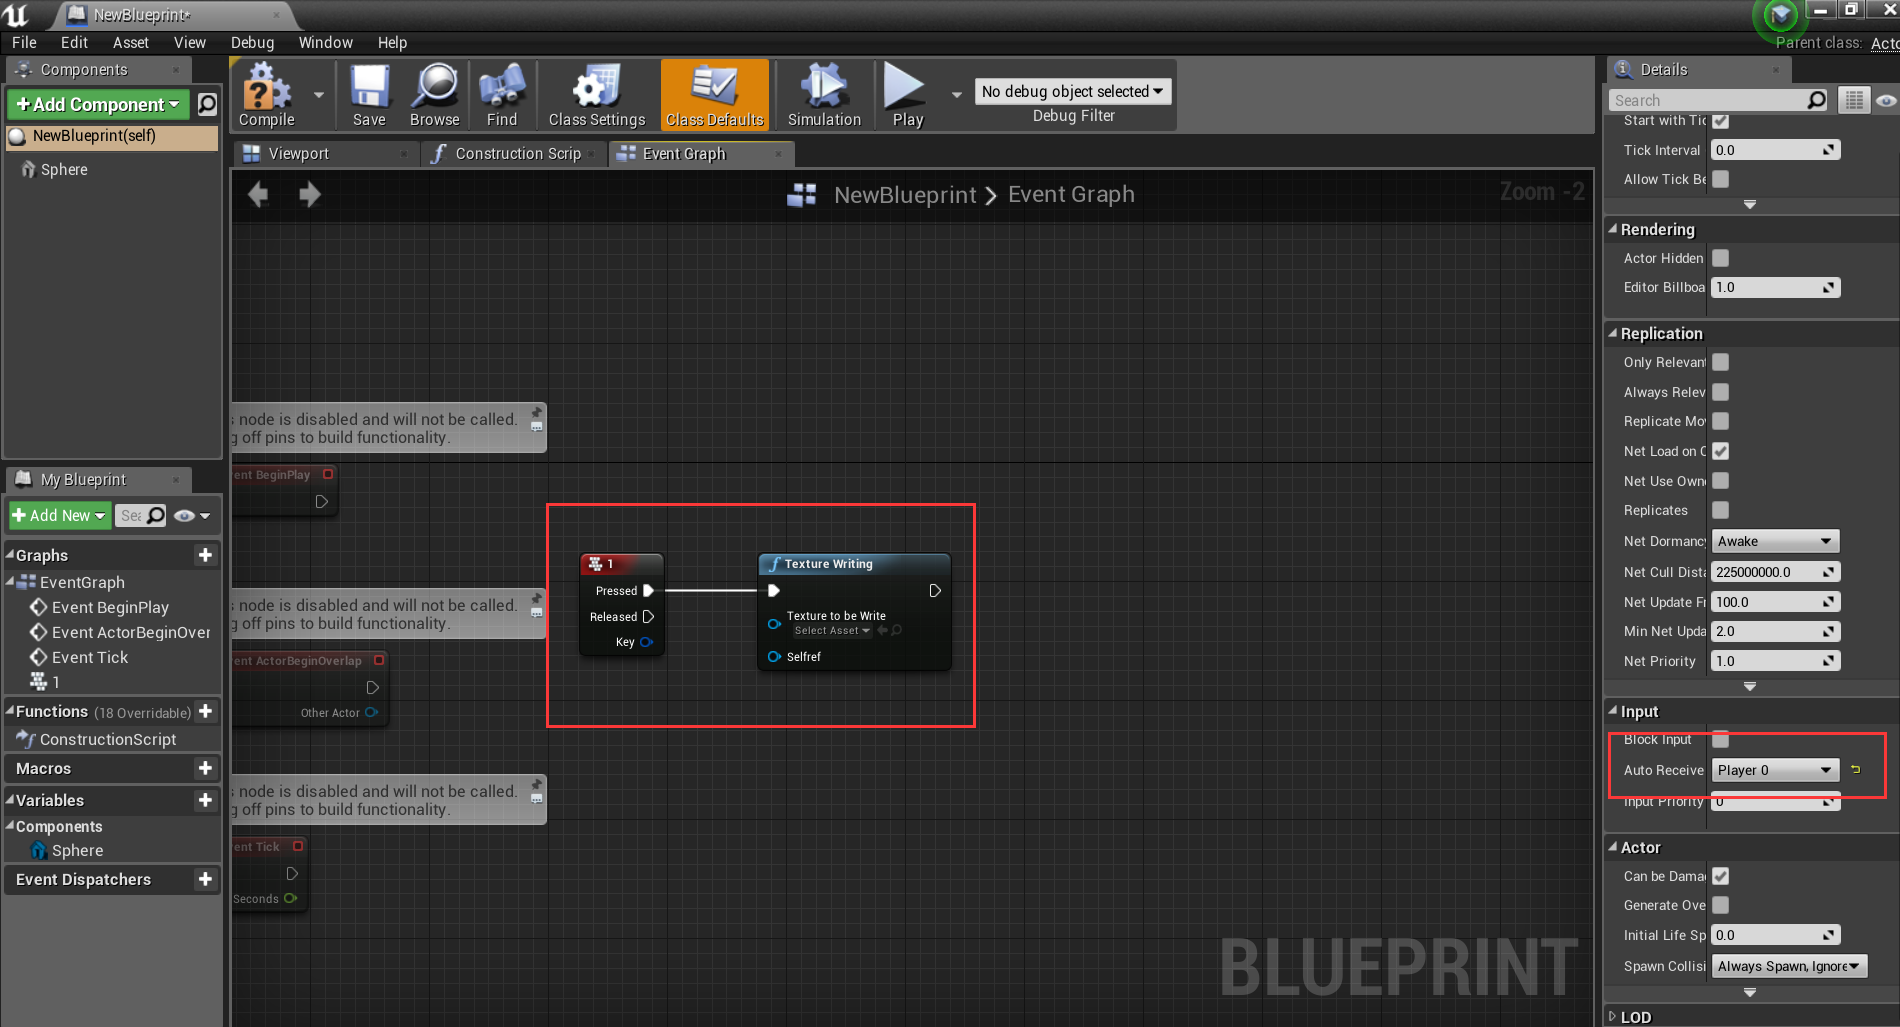 NewBlueprint*
File Edit Asset View Debug Window Help
Parent class: Acto
Components
+Add Component
NewBlueprint(self)
Sphere
Compile
Save
Browse
Find
Class Settings
Class Defaults
Simulation
Play
No debug object selected
Debug Filter
Viewport
Construction Scrip
Event Graph
NewBlueprint > Event Graph
Zoom -2
s node is disabled and will not be called.
g off pins to build functionality.
ent BeginPlay
s node is disabled and will not be called.
g off pins to build functionality.
ent ActorBeginOverlap
Other Actor
s node is disabled and will not be called.
g off pins to build functionality.
ent Tick
Seconds
1
Pressed
Released
Key
Texture Writing
Texture to be Write
Select Asset
Selfref
BLUEPRINT
My Blueprint
+ Add New
Sea
Graphs
EventGraph
Event BeginPlay
Event ActorBeginOver
Event Tick
1
Functions (18 Overridable)
ConstructionScript
Macros
Variables
Components
Sphere
Event Dispatchers
Details
Search
Start with Tic
Tick Interval 0.0
Allow Tick Be
Rendering
Actor Hidden
Editor Billboa 1.0
Replication
Only Relevant
Always Relev
Replicate Mov
Net Load on C
Net Use Owne
Replicates
Net Dormancy Awake
Net Cull Dista 225000000.0
Net Update Fr 100.0
Min Net Upda 2.0
Net Priority 1.0
Input
Block Input
Auto Receive Player 0
Input Priority 0
Actor
Can be Damag
Generate Ove
Initial Life Sp 0.0
Spawn Collisi Always Spawn, Ignore
LOD